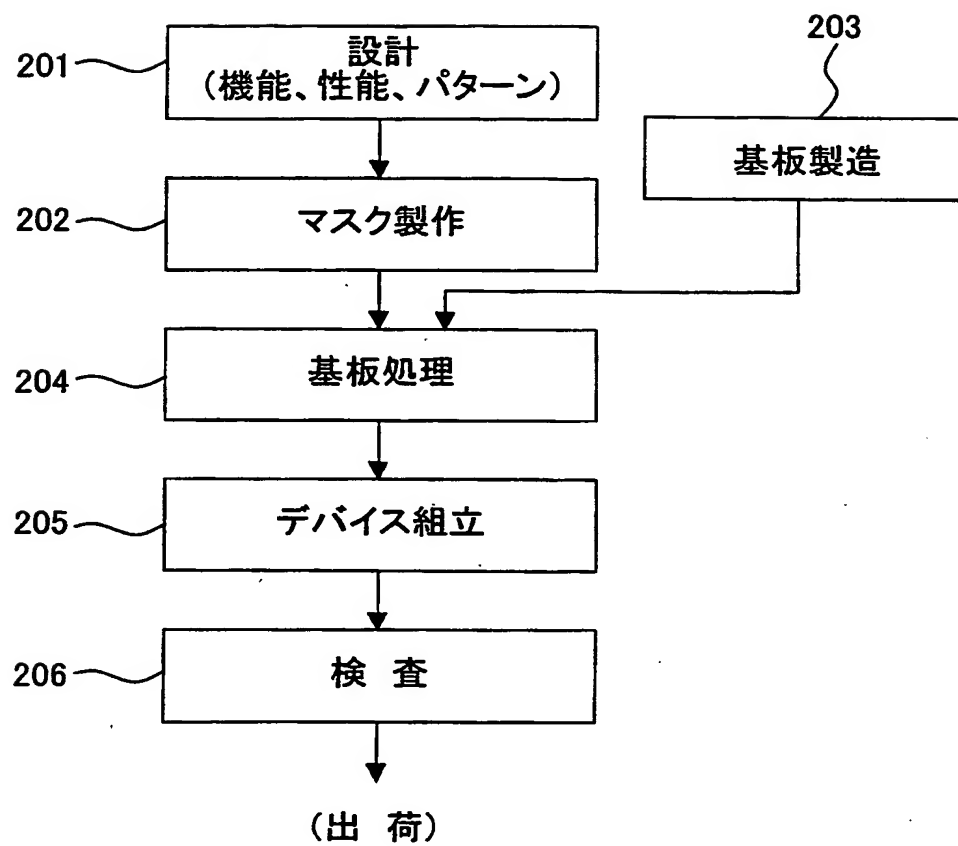 201
設計
(機能、性能、パターン)
203
基板製造
202
マスク製作
204
基板処理
205
デバイス組立
206
検 査
(出 荷)